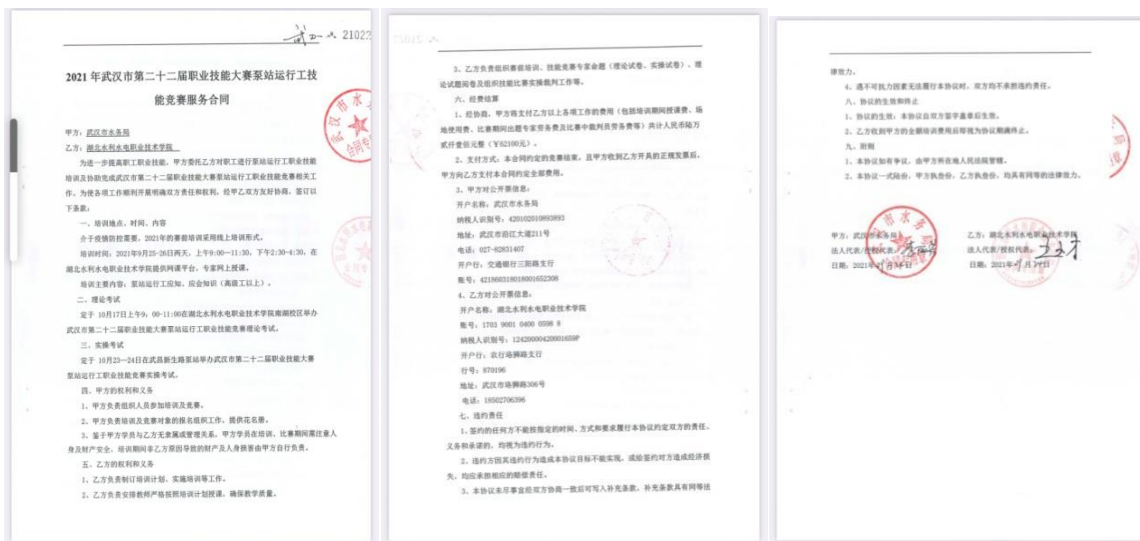 21022
2021 年武汉市第二十二届职业技能大赛泵站运行工技
能竞赛服务合同
甲方：武汉市水务局
乙方：湖北水利水电职业技术学院
为进一步提高职工职业技能，甲方委托乙方对职工进行泵站运行工职业技能
培训及协助完成武汉市第二十二届职业技能大赛泵站运行工职业技能竞赛相关工
作。为使各项工作顺利开展明确双方责任和权利，经甲乙双方友好协商，签订以
下条款：
一、培训地点、时间、内容
介于疫情防控需要，2021年的赛前培训采用线上培训形式。
培训时间：2021年9月25-26日两天，上午9:00-11:30，下午2:30-4:30，在
湖北水利水电职业技术学院提供网课平台，专家网上授课。
培训主要内容：泵站运行工应知、应会知识（高级工以上）。
二、理论考试
定于 10月17日上午9：00-11:00在湖北水利水电职业技术学院南湖校区举办
武汉市第二十二届职业技能大赛泵站运行工职业技能竞赛理论考试。
三、实操考试
定于 10月23—24日在武昌新生路泵站举办武汉市第二十二届职业技能大赛
泵站运行工职业技能竞赛实操考试。
四、甲方的权利和义务
1、甲方负责组织人员参加培训及竞赛。
2、甲方负责培训及竞赛对象的报名组织工作，提供花名册。
3、鉴于甲方学员与乙方无隶属或管理关系，甲方学员在培训、比赛期间需注意人
身及财产安全，培训期间非乙方原因导致的财产及人身损害由甲方自行负责。
五、乙方的权利和义务
1、乙方负责制订培训计划、实施培训等工作。
2、乙方负责安排教师严格按照培训计划授课，确保教学质量。
3、乙方负责组织赛前培训、技能竞赛专家命题（理论试卷、实操试卷）、理
论试题阅卷及组织技能比赛实操裁判工作等。
六、经费结算
1、经协商，甲方将支付乙方以上各项工作的费用（包括培训期间授课费、场
地使用费、比赛期间出题专家劳务费及比赛中裁判员劳务费等）共计人民币陆万
贰仟壹佰元整（￥62100元）。
2、支付方式：本合同约定的竞赛结束，且甲方收到乙方开具的正规发票后，
甲方向乙方支付本合同约定全部费用。
3、甲方对公开票信息：
开户名称：武汉市水务局
纳税人识别号：420102010893893
地址：武汉市沿江大道211号
电话：027-82831407
开户行：交通银行三阳路支行
账号：421860318018001652308
4、乙方对公开票信息：
开户名称：湖北水利水电职业技术学院
账号：1703 9001 0400 0598 8
纳税人识别号：12420000420001659P
开户行：农行珞狮路支行
行号：870196
地址：武汉市珞狮路306号
电话：18502706396
七、违约责任
1、签约的任何方不能按指定的时间、方式和要求履行本协议约定双方的责任、
义务和承诺的，均视为违约行为。
2、违约方因其违约行为造成本协议目标不能实现，或给签约对方造成经济损
失，均应承担相应的赔偿责任。
3、本协议未尽事宜经双方协商一致后可写入补充条款，补充条款具有同等法
律效力。
4、遇不可抗力因素无法履行本协议时，双方均不承担违约责任。
八、协议的生效和终止
1、协议的生效：本协议自双方签字盖章后生效。
2、乙方收到甲方的全额培训费用后即视为协议期满终止。
九、附则
1、本协议如有争议，由甲方所在地人民法院管辖。
2、本协议一式陆份，甲方执叁份，乙方执叁份，均具有同等的法律效力。
甲方：武汉市水务局
法人代表/授权代表：
日期：2021年
乙方：湖北水利水电职业技术学院
法人代表/授权代表：
日期：2021年